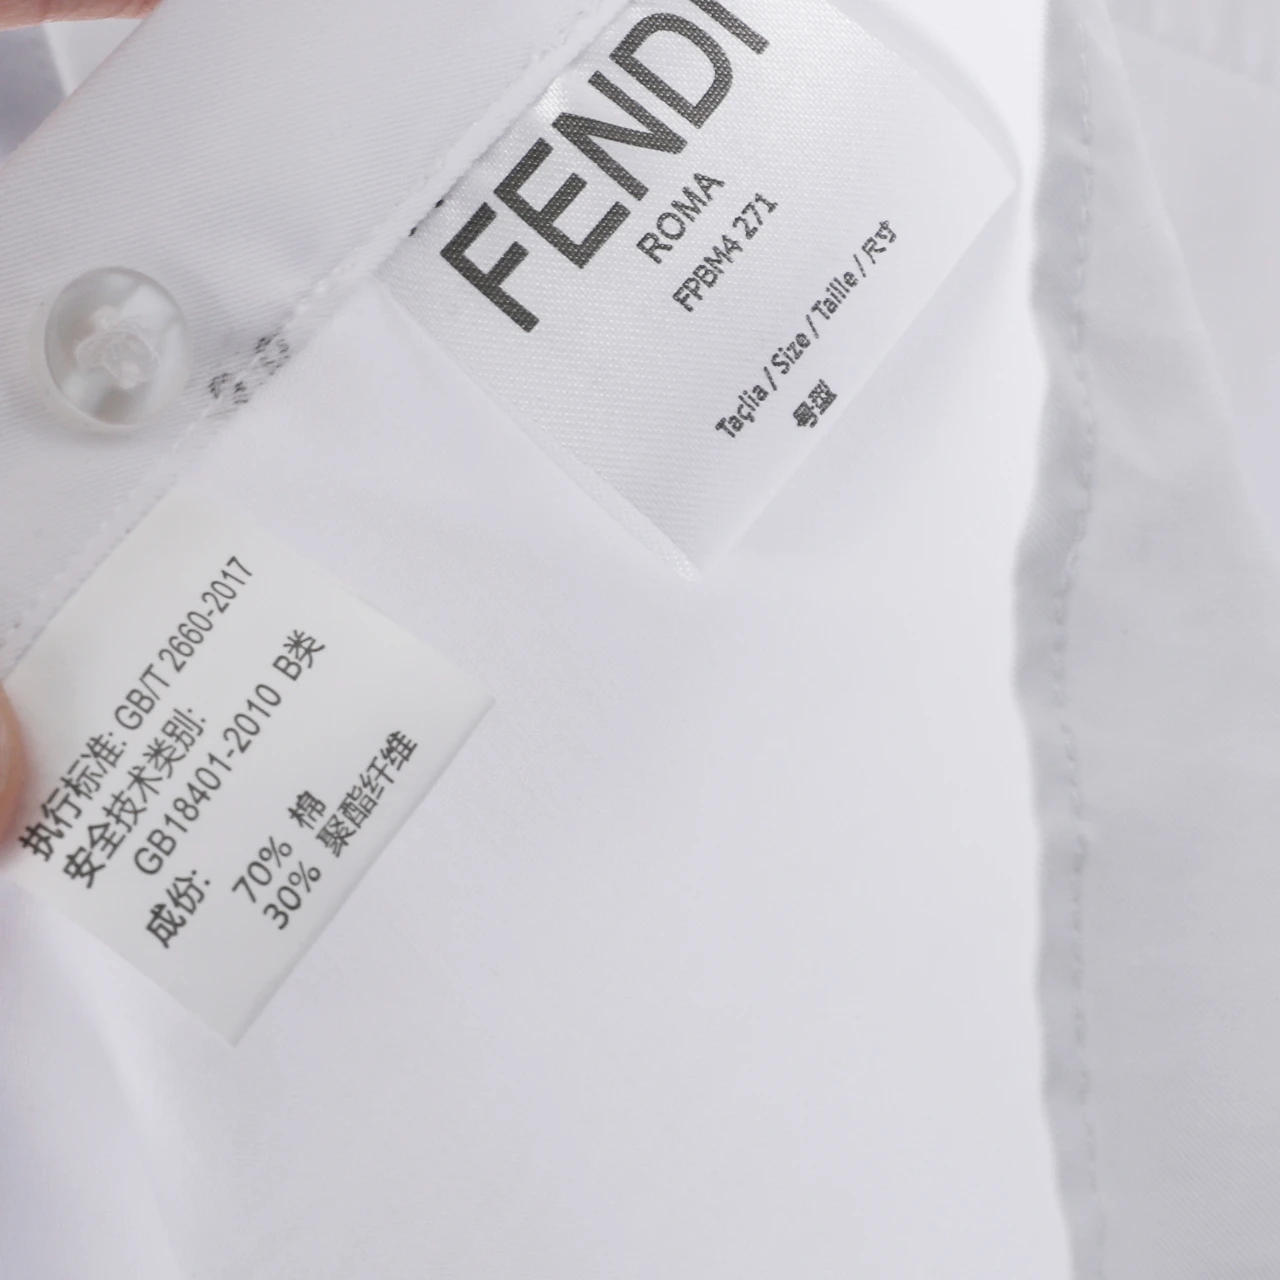 FENDI
ROMA
FPBM4 271
Taglia / Size / Taille / 尺寸
号型
执行标准: GB/T 2660-2017
安全技术类别:
GB18401-2010 B类
成份: 70% 棉
30% 聚酯纤维